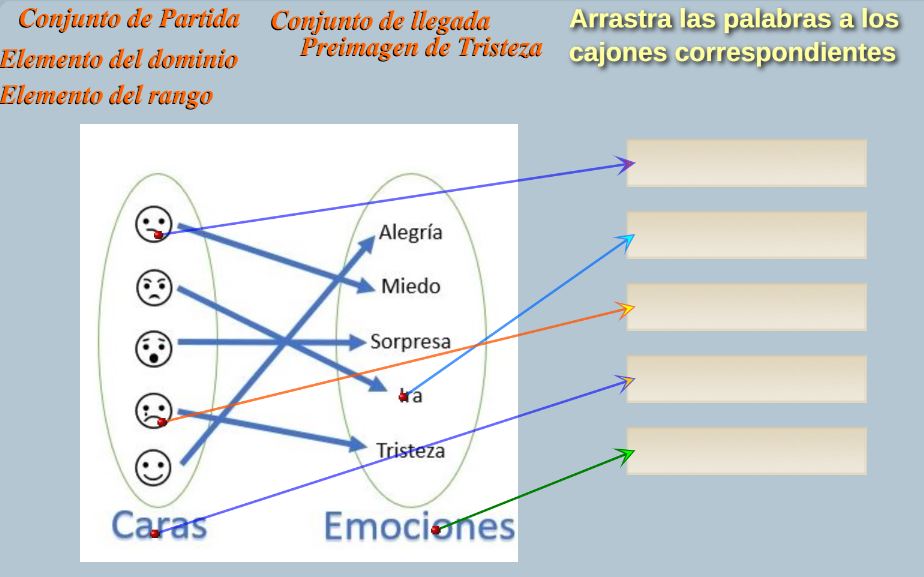 Conjunto de Partida
Conjunto de llegada
Arrastra las palabras a los
cajones correspondientes
Elemento del dominio
Preimagen de Tristeza
Elemento del rango
Alegría
Miedo
Sorpresa
Ira
Tristeza
Caras
Emociones